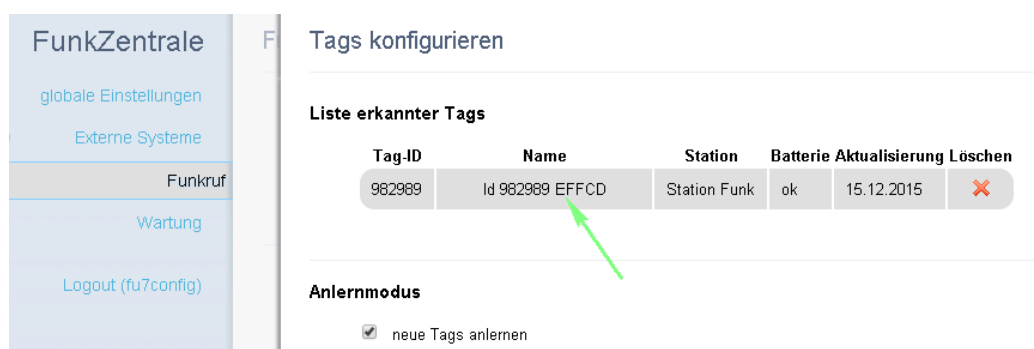 FunkZentrale
globale Einstellungen
Externe Systeme
Funkruf
Wartung
Logout (fu7config)
F
Tags konfigurieren
Liste erkannter Tags
Tag-ID Name Station Batterie Aktualisierung Löschen
982989 Id 982989 EFFCD Station Funk ok 15.12.2015
Anlernmodus
neue Tags anlernen